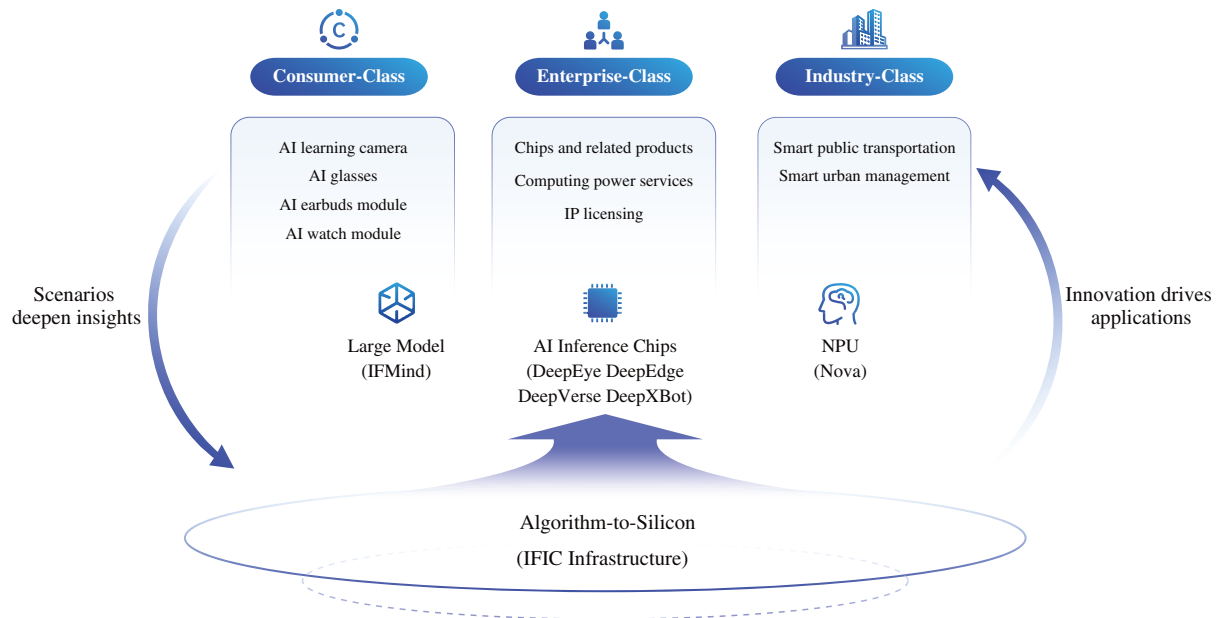 C
Consumer-Class
Enterprise-Class
Industry-Class
AI learning camera
AI glasses
AI earbuds module
AI watch module
Chips and related products
Computing power services
IP licensing
Smart public transportation
Smart urban management
Scenarios
deepen insights
Innovation drives
applications
Large Model
(IFMind)
AI Inference Chips
(DeepEye DeepEdge
DeepVerse DeepXBot)
NPU
(Nova)
Algorithm-to-Silicon
(IFIC Infrastructure)